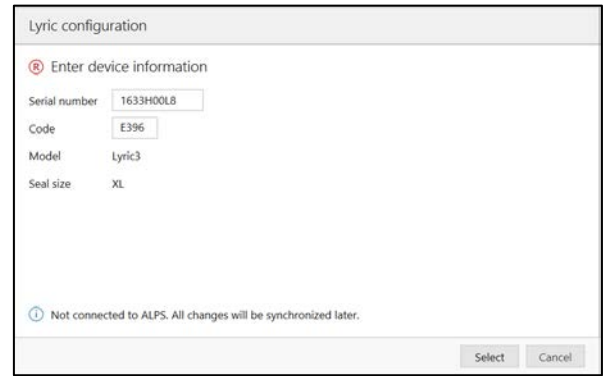 Lyric configuration
R Enter device information
Serial number 1633H00L8
Code E396
Model Lyric3
Seal size XL
i Not connected to ALPS. All changes will be synchronized later.
Select Cancel